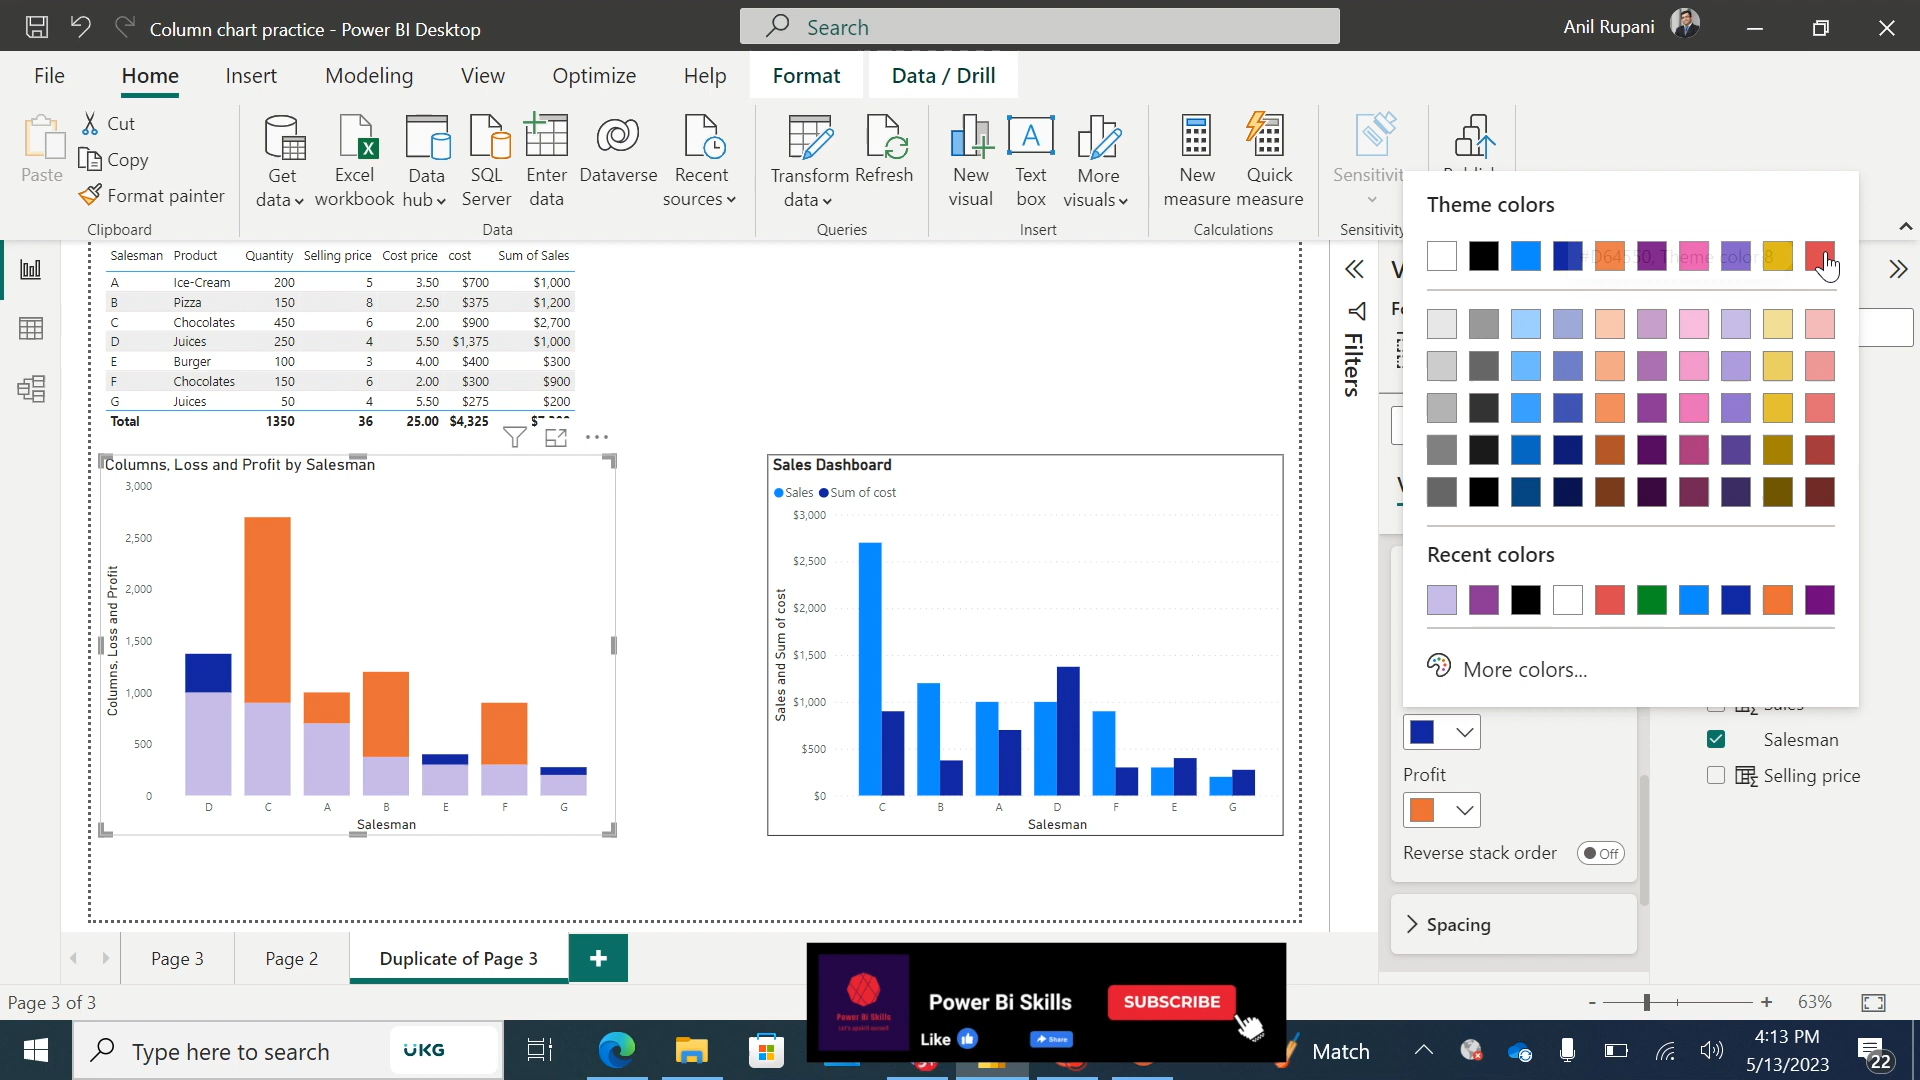 Column chart practice - Power BI Desktop
Search
Anil Rupani
File Home Insert Modeling View Optimize Help Format Data / Drill
Paste
Cut
Copy
Format painter
Clipboard
Get data
Excel workbook
Data hub
SQL Server
Enter data
Dataverse
Recent sources
Data
Transform data
Refresh
Queries
New visual
Text box
More visuals
Insert
New measure
Quick measure
Calculations
Sensitivity
Salesman Product Quantity Selling price Cost price cost Sum of Sales
A Ice-Cream 200 5 3.50 $700 $1,000
B Pizza 150 8 2.50 $375 $1,200
C Chocolates 450 6 2.00 $900 $2,700
D Juices 250 4 5.50 $1,375 $1,000
E Burger 100 3 4.00 $400 $300
F Chocolates 150 6 2.00 $300 $900
G Juices 50 4 5.50 $275 $200
Total 1350 36 25.00 $4,325
Columns, Loss and Profit by Salesman
Columns, Loss and Profit
3,000
2,500
2,000
1,500
1,000
500
0
D C A B E F G
Salesman
Sales Dashboard
Sales Sum of cost
Sales and Sum of cost
$3,000
$2,500
$2,000
$1,500
$1,000
$500
$0
C B A D F E G
Salesman
Filters
Theme colors
#D64550, Theme color 8
Recent colors
More colors...
Sales
Salesman
Selling price
Profit
Reverse stack order Off
Spacing
Page 3 Page 2 Duplicate of Page 3 +
Page 3 of 3
- + 63%
Power Bi Skills
Power Bi Skills
Like
Share
SUBSCRIBE
Type here to search
UKG
Match
4:13 PM
5/13/2023
22